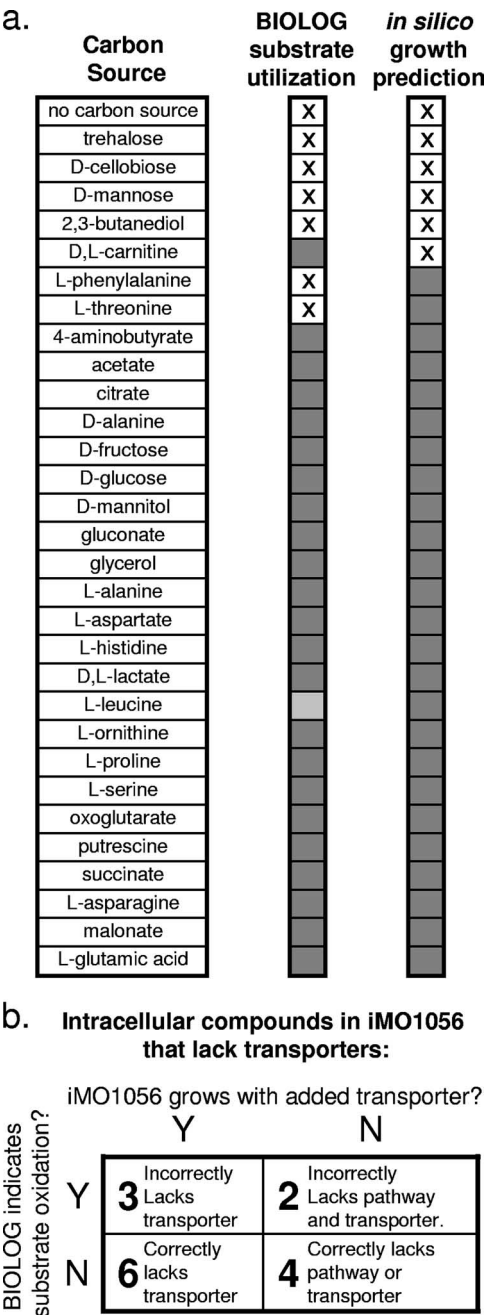 a.
Carbon
Source
BIOLOG
substrate
utilization
in silico
growth
prediction
no carbon source X X
trehalose X X
D-cellobiose X X
D-mannose X X
2,3-butanediol X X
D,L-carnitine X
L-phenylalanine X
L-threonine X
4-aminobutyrate
acetate
citrate
D-alanine
D-fructose
D-glucose
D-mannitol
gluconate
glycerol
L-alanine
L-aspartate
L-histidine
D,L-lactate
L-leucine
L-ornithine
L-proline
L-serine
oxoglutarate
putrescine
succinate
L-asparagine
malonate
L-glutamic acid
b.
Intracellular compounds in iMO1056
that lack transporters:
iMO1056 grows with added transporter?
Y N
BIOLOG indicates
substrate oxidation?
Y
3 Incorrectly
Lacks
transporter
2 Incorrectly
Lacks pathway
and transporter.
N
6 Correctly
lacks
transporter
4 Correctly lacks
pathway or
transporter